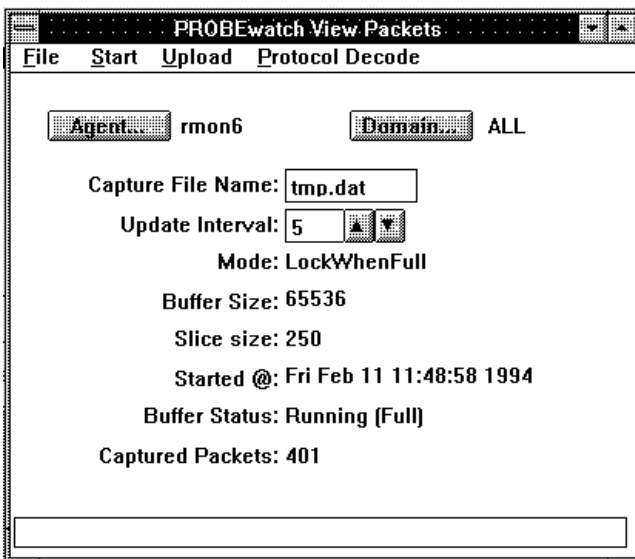 PROBEwatch View Packets
File Start Upload Protocol Decode
Agent... rmon6 Domain... ALL
Capture File Name: tmp.dat
Update Interval: 5
Mode: LockWhenFull
Buffer Size: 65536
Slice size: 250
Started @: Fri Feb 11 11:48:58 1994
Buffer Status: Running (Full)
Captured Packets: 401